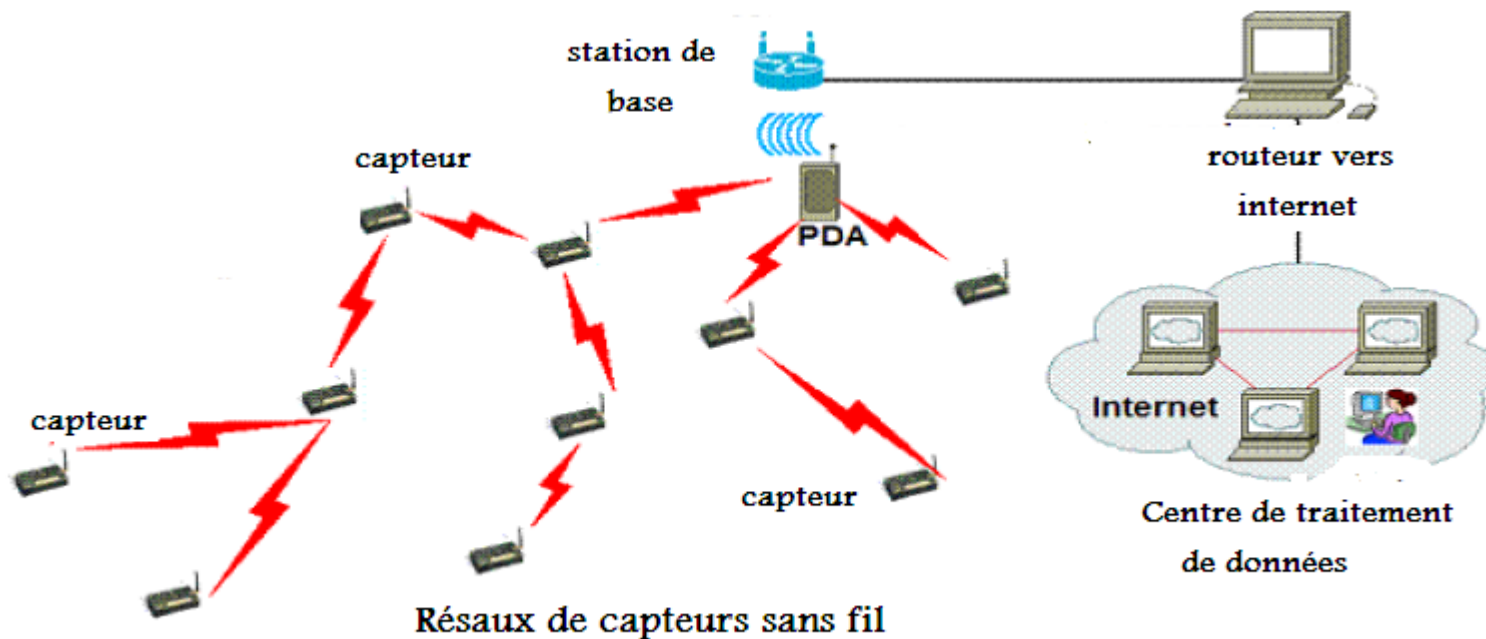 station de
base
capteur
routeur vers
internet
PDA
capteur
Internet
capteur
Centre de traitement
de données
Résaux de capteurs sans fil